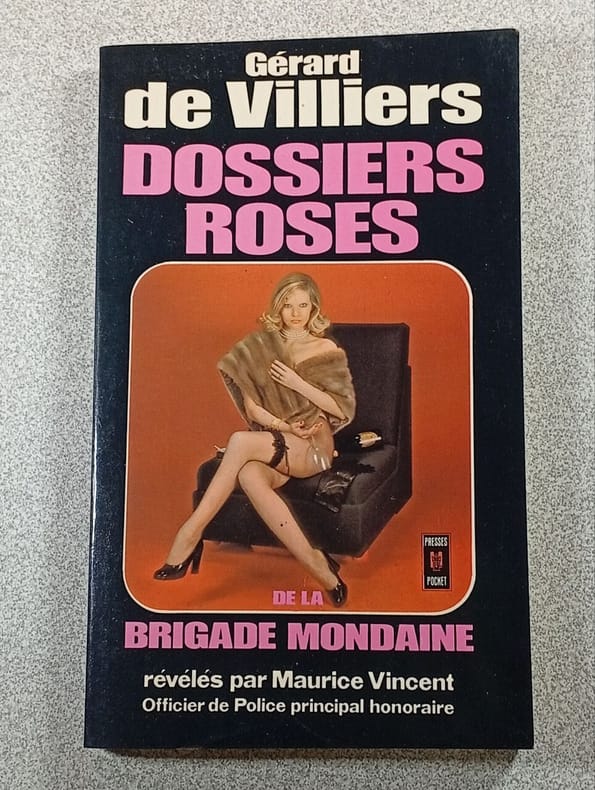 Gérard
de Villiers
DOSSIERS
ROSES
PRESSES
POCKET
DE LA
BRIGADE MONDAINE
révélés par Maurice Vincent
Officier de Police principal honoraire